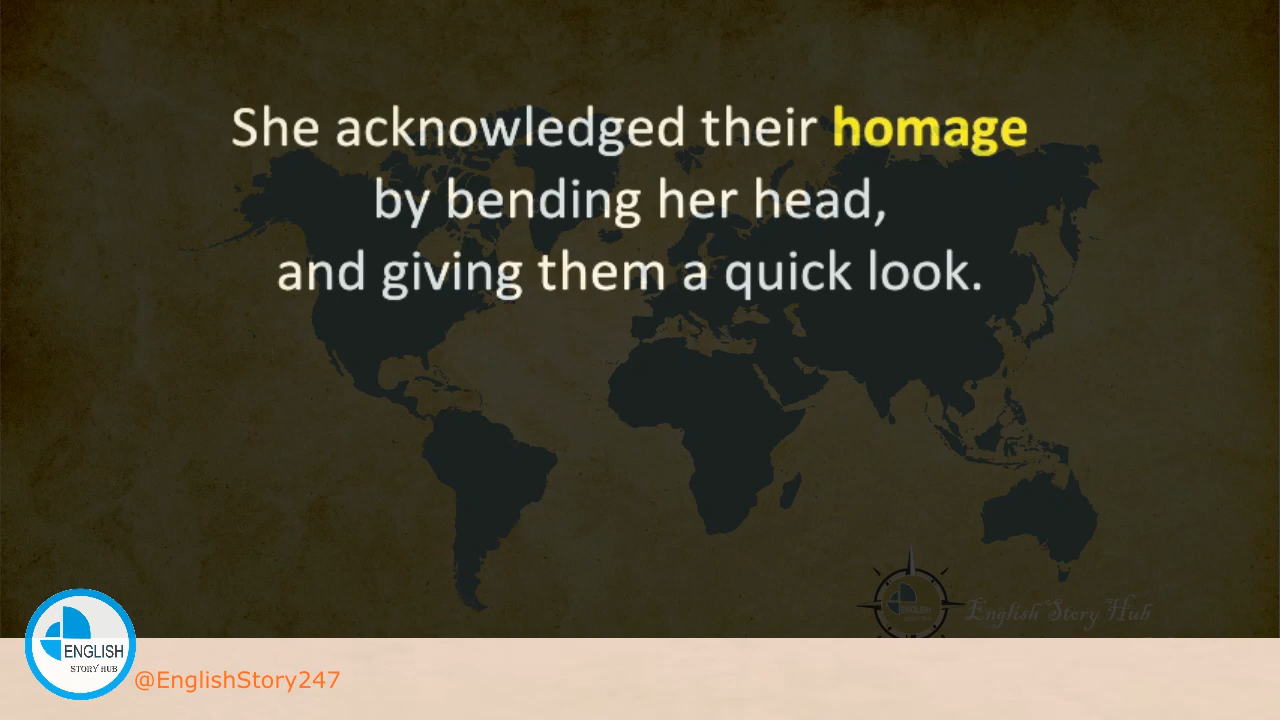 She acknowledged their homage
by bending her head,
and giving them a quick look.
English Story Hub
ENGLISH
STORY HUB
@EnglishStory247